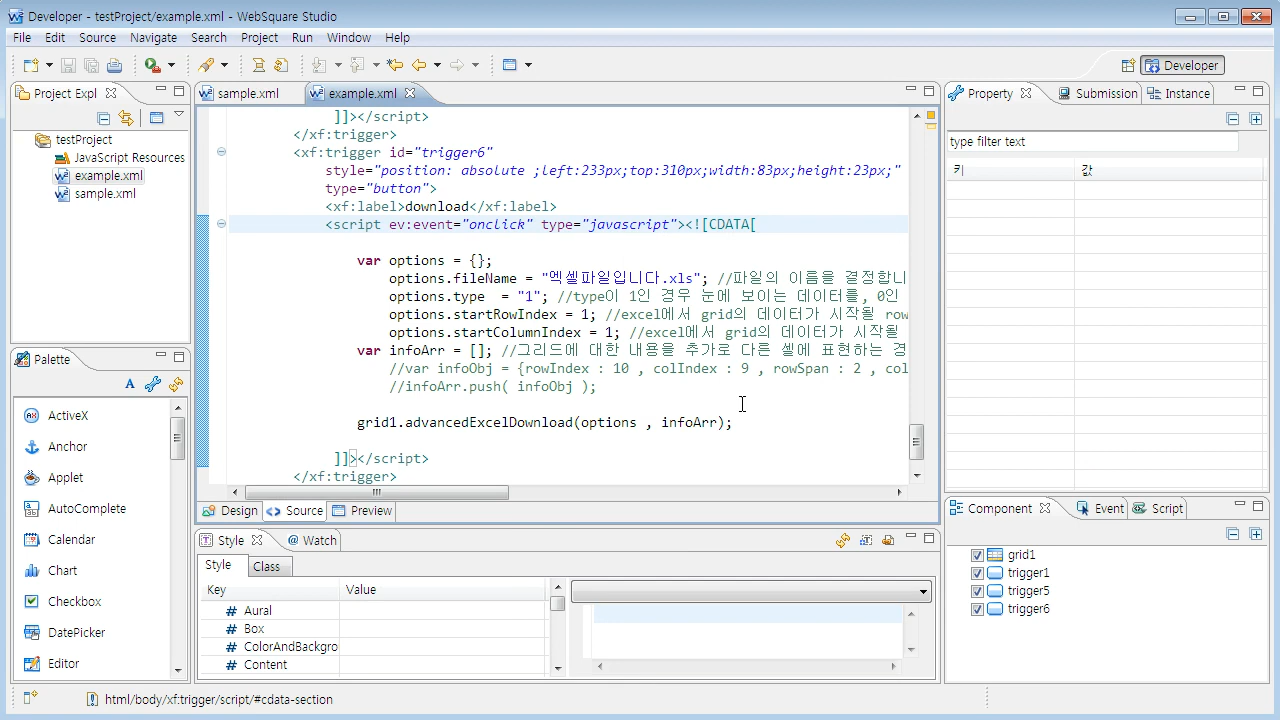 Developer - testProject/example.xml - WebSquare Studio
File Edit Source Navigate Search Project Run Window Help
Developer
Project Expl
testProject
JavaScript Resources
example.xml
sample.xml
Palette
A
ActiveX
Anchor
Applet
AutoComplete
Calendar
Chart
Checkbox
DatePicker
Editor
sample.xml example.xml
]]></script>
</xf:trigger>
<xf:trigger id="trigger6"
style="position: absolute ;left:233px;top:310px;width:83px;height:23px;"
type="button">
<xf:label>download</xf:label>
<script ev:event="onclick" type="javascript"><![CDATA[
var options = {};
options.fileName = "엑셀파일입니다.xls"; //파일의 이름을 결정합니
options.type  = "1"; //type이 1인 경우 눈에 보이는 데이터를, 0인
options.startRowIndex = 1; //excel에서 grid의 데이터가 시작될 row
options.startColumnIndex = 1; //excel에서 grid의 데이터가 시작될
var infoArr = []; //그리드에 대한 내용을 추가로 다른 셀에 표현하는 경
//var infoObj = {rowIndex : 10 , colIndex : 9 , rowSpan : 2 , col
//infoArr.push( infoObj );
grid1.advancedExcelDownload(options , infoArr);
]]></script>
</xf:trigger>
Design Source Preview
Style Watch
Style Class
Key Value
Aural
Box
ColorAndBackgro
Content
Property Submission Instance
type filter text
키 값
Component Event Script
grid1
trigger1
trigger5
trigger6
html/body/xf:trigger/script/#cdata-section